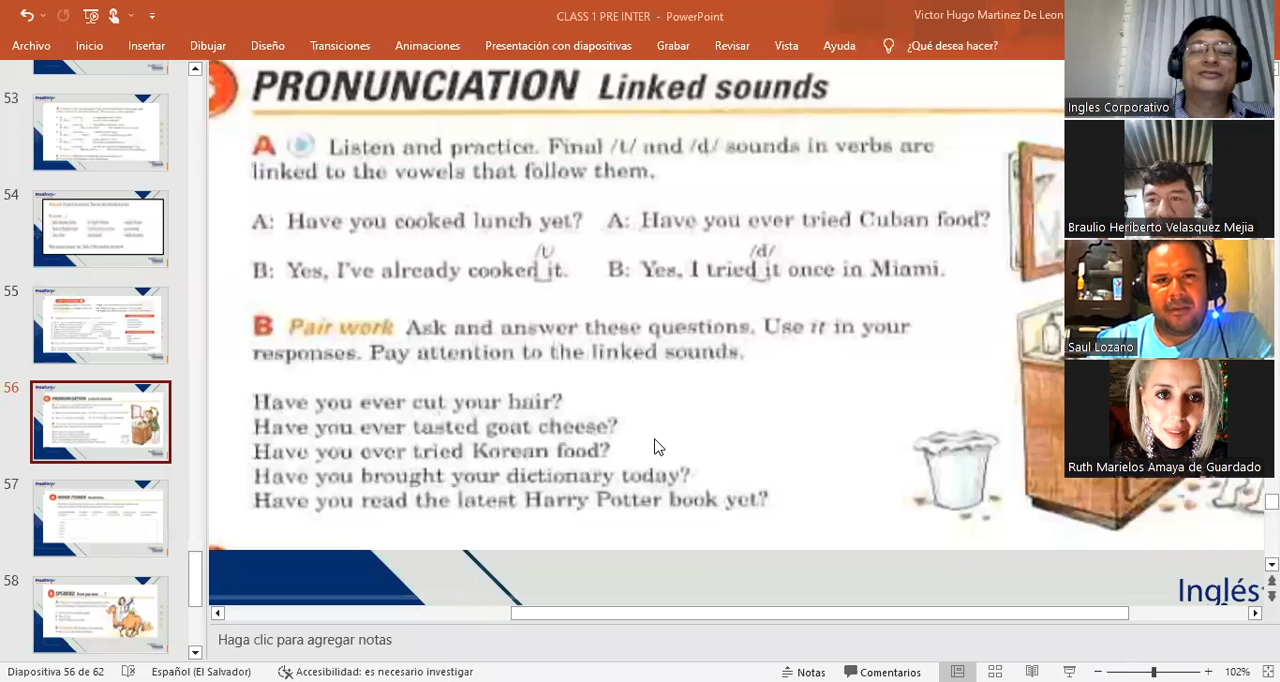 CLASS 1 PRE INTER - PowerPoint
Victor Hugo Martinez De Leon
Archivo Inicio Insertar Dibujar Diseño Transiciones Animaciones Presentación con diapositivas Grabar Revisar Vista Ayuda ¿Qué desea hacer?
Ingles Corporativo
Braulio Heriberto Velasquez Mejia
Saul Lozano
Ruth Marielos Amaya de Guardado
53
54
55
56
57
58
PRONUNCIATION Linked sounds
A Listen and practice. Final /t/ and /d/ sounds in verbs are
linked to the vowels that follow them.
A: Have you cooked lunch yet? A: Have you ever tried Cuban food?
/t/ /d/
B: Yes, I've already cooked it. B: Yes, I tried it once in Miami.
B Pair work Ask and answer these questions. Use it in your
responses. Pay attention to the linked sounds.
Have you ever cut your hair?
Have you ever tasted goat cheese?
Have you ever tried Korean food?
Have you brought your dictionary today?
Have you read the latest Harry Potter book yet?
Inglés
Haga clic para agregar notas
Diapositiva 56 de 62 Español (El Salvador) Accesibilidad: es necesario investigar Notas Comentarios 102%